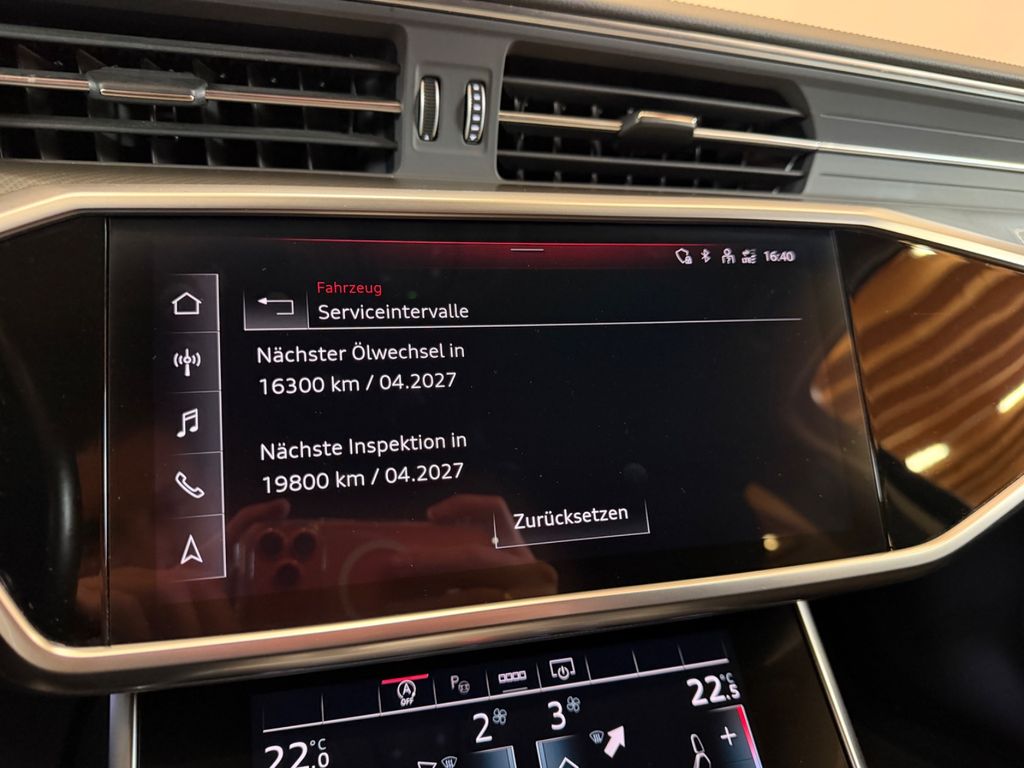 16:40
Fahrzeug
Serviceintervalle
Nächster Ölwechsel in
16300 km / 04.2027
Nächste Inspektion in
19800 km / 04.2027
Zurücksetzen
A
OFF
P
22.0 °C
2
3
22.5 °C
+